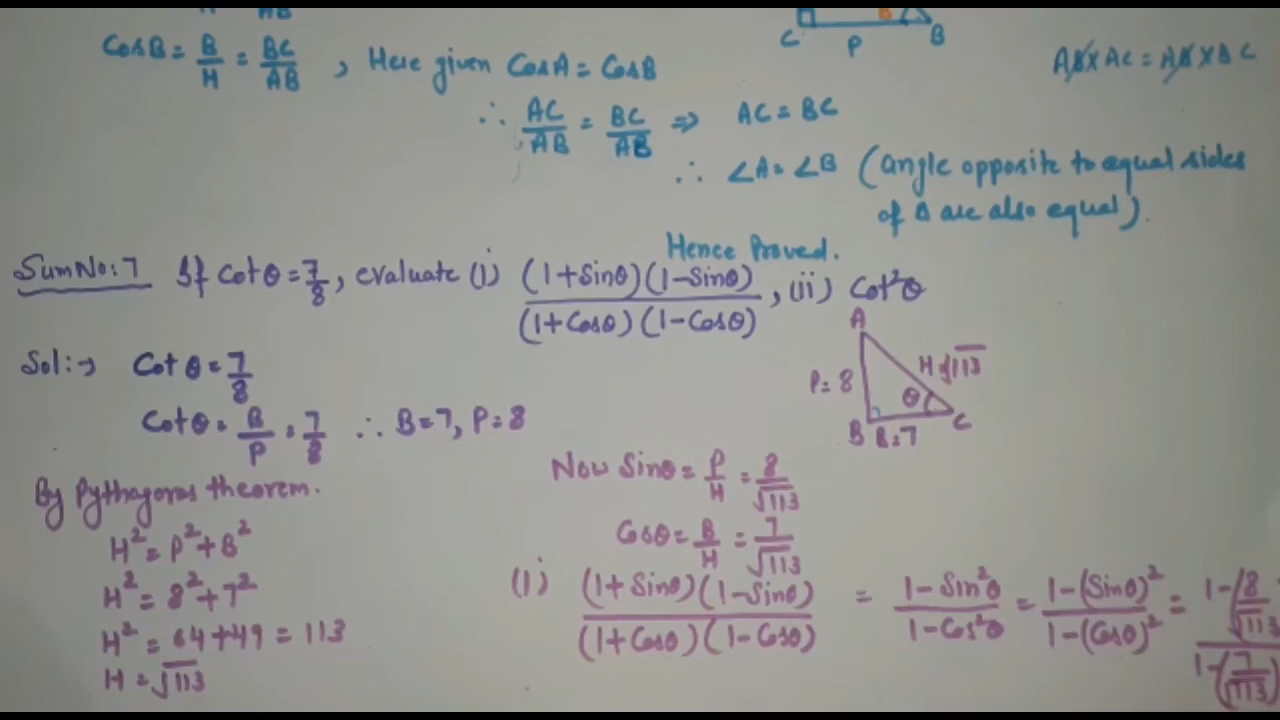 C P B B
CosB = B/H = BC/AB , Here given CosA = CosB
AB × AC = AB × BC
∴ AC/AB = BC/AB ⇒ AC = BC
∴ ∠A = ∠B (angle opposite to equal sides
of Δ are also equal).
Hence Proved.
Sum No:7 If Cotθ = 7/8, evaluate (i) (1+Sinθ)(1-Sinθ)/(1+Cosθ)(1-Cosθ), (ii) Cot²θ
Sol:→ Cotθ = 7/8
Cotθ = B/P = 7/8 ∴ B = 7, P = 8
A
P = 8 H = √113
θ
B B = 7 C
By Pythagoras theorem.
H² = P² + B²
H² = 8² + 7²
H² = 64 + 49 = 113
H = √113
Now Sinθ = P/H = 8/√113
Cosθ = B/H = 7/√113
(1) (1+Sinθ)(1-Sinθ)/(1+Cosθ)(1-Cosθ) = 1-Sin²θ/1-Cos²θ = 1-(Sinθ)²/1-(Cosθ)² = 1-(8/√113/1-(7/√113)